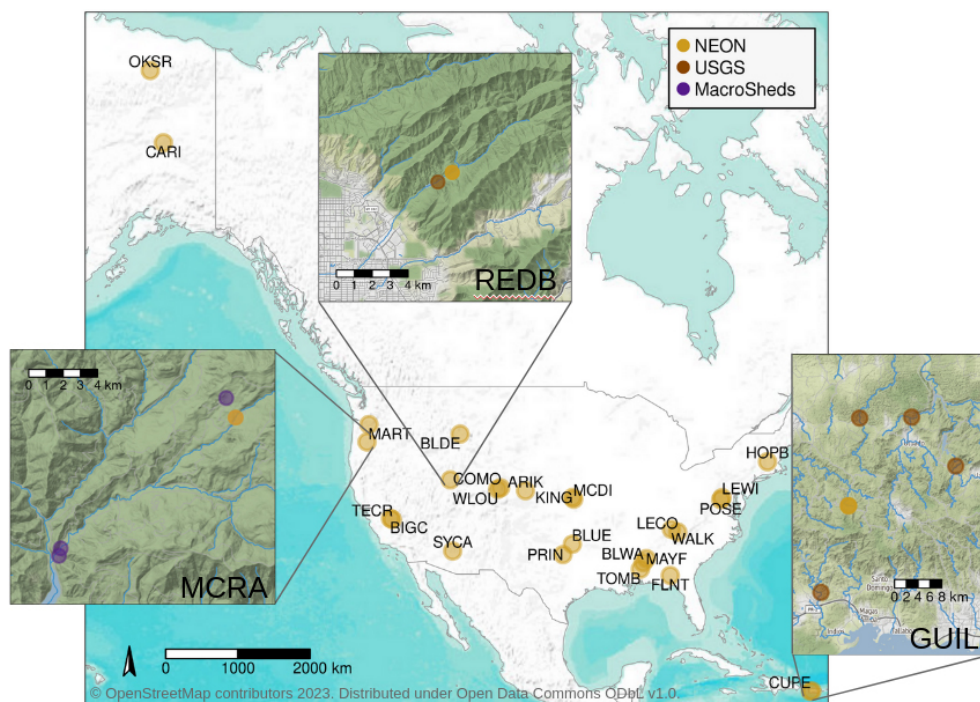 NEON
USGS
MacroSheds
OKSR
CARI
0 1 2 3 4 km
REDB
0 1 2 3 4 km
MCRA
MART
BLDE
HOPB
COMO
ARIK
WLOU
KING
MCDI
LEWI
POSE
TECR
BIGC
SYCA
BLUE
PRIN
LECO
WALK
BLWA
MAYF
TOMB
FLNT
Santo
Domingo
Magas
0 2 4 6 8 km
GUIL
CUPE
0 1000 2000 km
© OpenStreetMap contributors 2023. Distributed under Open Data Commons ODbL v1.0.